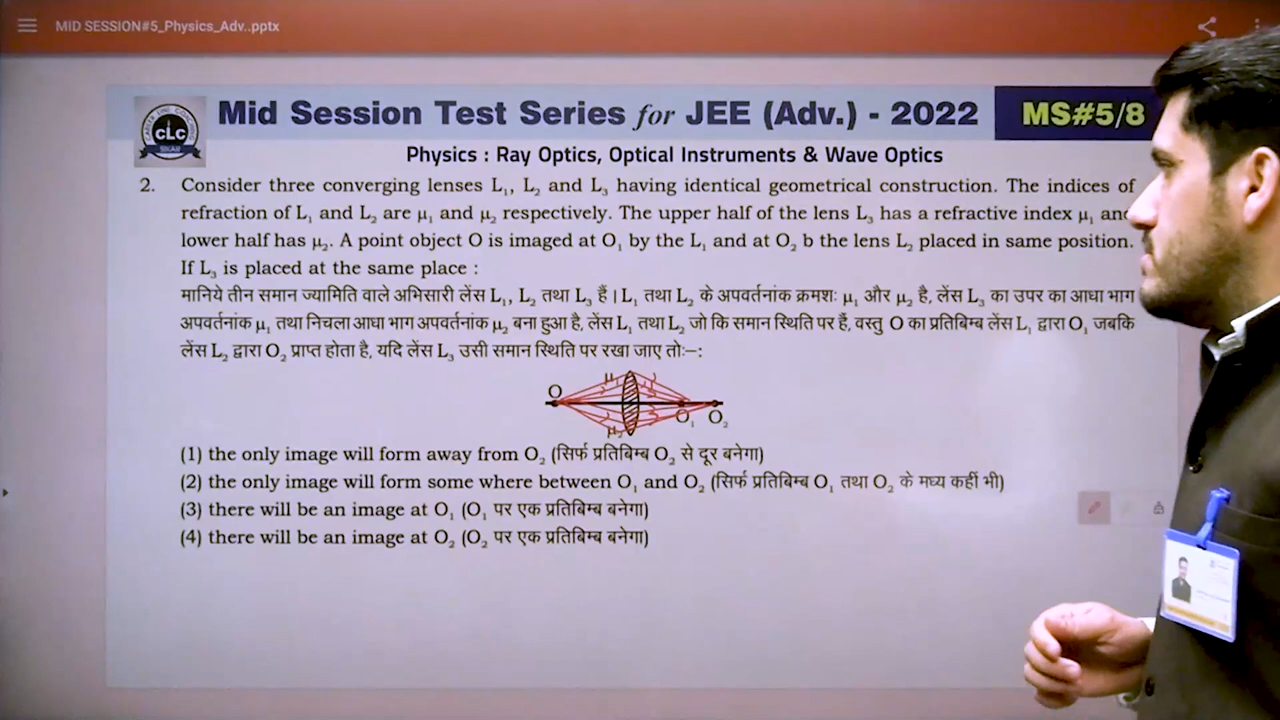 MID SESSION#5_Physics_Adv..pptx
CLC
SIKAR
Mid Session Test Series for JEE (Adv.) - 2022
MS#5/8
Physics : Ray Optics, Optical Instruments & Wave Optics
2. Consider three converging lenses L₁, L₂ and L₃ having identical geometrical construction. The indices of
refraction of L₁ and L₂ are μ₁ and μ₂ respectively. The upper half of the lens L₃ has a refractive index μ₁ and
lower half has μ₂. A point object O is imaged at O₁ by the L₁ and at O₂ b the lens L₂ placed in same position.
If L₃ is placed at the same place :
मानिये तीन समान ज्यामिति वाले अभिसारी लेंस L₁, L₂ तथा L₃ हैं । L₁ तथा L₂ के अपवर्तनांक क्रमशः μ₁ और μ₂ है, लेंस L₃ का उपर का आधा भाग
अपवर्तनांक μ₁ तथा निचला आधा भाग अपवर्तनांक μ₂ बना हुआ है, लेंस L₁ तथा L₂ जो कि समान स्थिति पर हैं, वस्तु O का प्रतिबिम्ब लेंस L₁ द्वारा O₁ जबकि
लेंस L₂ द्वारा O₂ प्राप्त होता है, यदि लेंस L₃ उसी समान स्थिति पर रखा जाए तोः–:
O μ
μ₂ O₁ O₂
(1) the only image will form away from O₂ (सिर्फ प्रतिबिम्ब O₂ से दूर बनेगा)
(2) the only image will form some where between O₁ and O₂ (सिर्फ प्रतिबिम्ब O₁ तथा O₂ के मध्य कहीं भी)
(3) there will be an image at O₁ (O₁ पर एक प्रतिबिम्ब बनेगा)
(4) there will be an image at O₂ (O₂ पर एक प्रतिबिम्ब बनेगा)